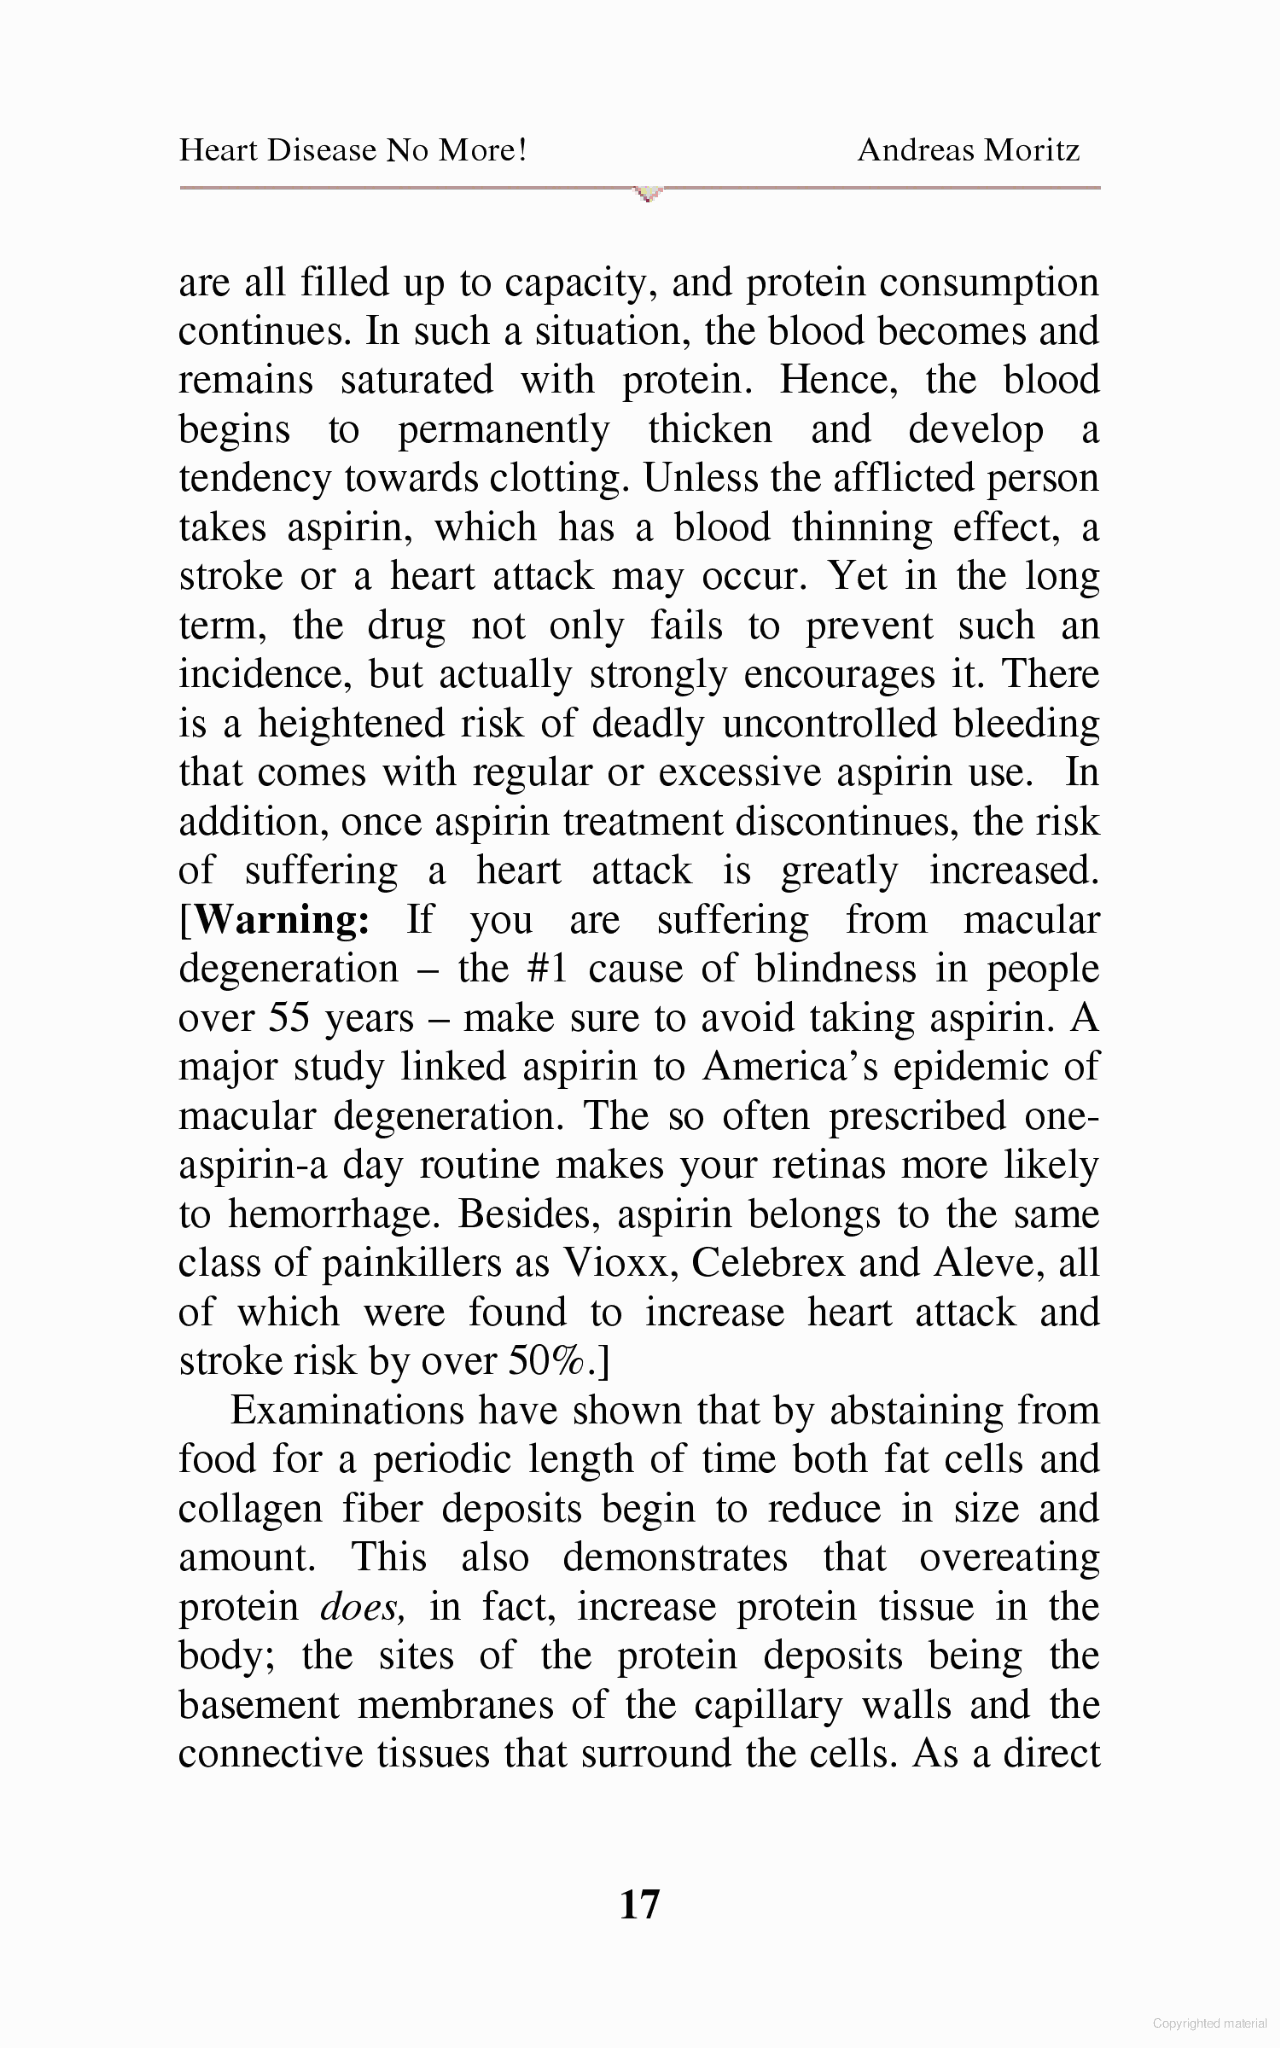 Heart Disease No More! Andreas Moritz
are all filled up to capacity, and protein consumption
continues. In such a situation, the blood becomes and
remains saturated with protein. Hence, the blood
begins to permanently thicken and develop a
tendency towards clotting. Unless the afflicted person
takes aspirin, which has a blood thinning effect, a
stroke or a heart attack may occur. Yet in the long
term, the drug not only fails to prevent such an
incidence, but actually strongly encourages it. There
is a heightened risk of deadly uncontrolled bleeding
that comes with regular or excessive aspirin use. In
addition, once aspirin treatment discontinues, the risk
of suffering a heart attack is greatly increased.
[Warning: If you are suffering from macular
degeneration – the #1 cause of blindness in people
over 55 years – make sure to avoid taking aspirin. A
major study linked aspirin to America's epidemic of
macular degeneration. The so often prescribed one-
aspirin-a day routine makes your retinas more likely
to hemorrhage. Besides, aspirin belongs to the same
class of painkillers as Vioxx, Celebrex and Aleve, all
of which were found to increase heart attack and
stroke risk by over 50%.]
Examinations have shown that by abstaining from
food for a periodic length of time both fat cells and
collagen fiber deposits begin to reduce in size and
amount. This also demonstrates that overeating
protein does, in fact, increase protein tissue in the
body; the sites of the protein deposits being the
basement membranes of the capillary walls and the
connective tissues that surround the cells. As a direct
17
Copyrighted material